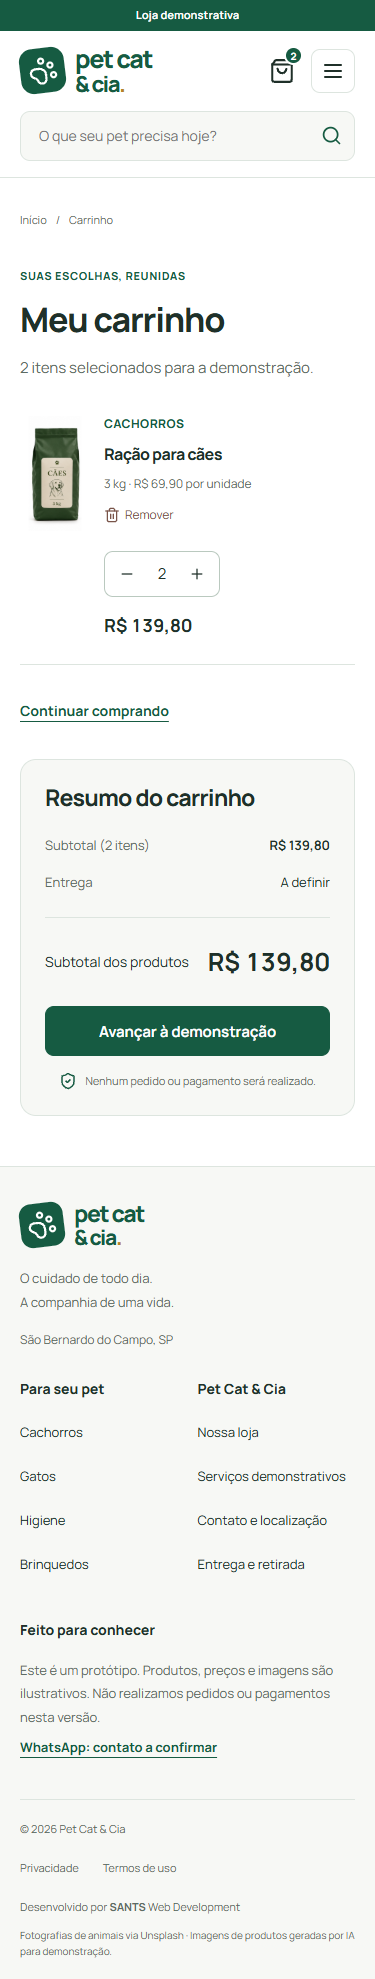 Loja demonstrativa
pet cat
& cia.
2
O que seu pet precisa hoje?
Início / Carrinho
SUAS ESCOLHAS, REUNIDAS
Meu carrinho
2 itens selecionados para a demonstração.
CACHORROS
CÃES
3 kg
Ração para cães
3 kg · R$ 69,90 por unidade
Remover
− 2 +
R$ 139,80
Continuar comprando
Resumo do carrinho
Subtotal (2 itens) R$ 139,80
Entrega A definir
Subtotal dos produtos R$ 139,80
Avançar à demonstração
Nenhum pedido ou pagamento será realizado.
pet cat
& cia.
O cuidado de todo dia.
A companhia de uma vida.
São Bernardo do Campo, SP
Para seu pet
Cachorros
Gatos
Higiene
Brinquedos
Pet Cat & Cia
Nossa loja
Serviços demonstrativos
Contato e localização
Entrega e retirada
Feito para conhecer
Este é um protótipo. Produtos, preços e imagens são
ilustrativos. Não realizamos pedidos ou pagamentos
nesta versão.
WhatsApp: contato a confirmar
© 2026 Pet Cat & Cia
Privacidade Termos de uso
Desenvolvido por SANTS Web Development
Fotografias de animais via Unsplash · Imagens de produtos geradas por IA
para demonstração.